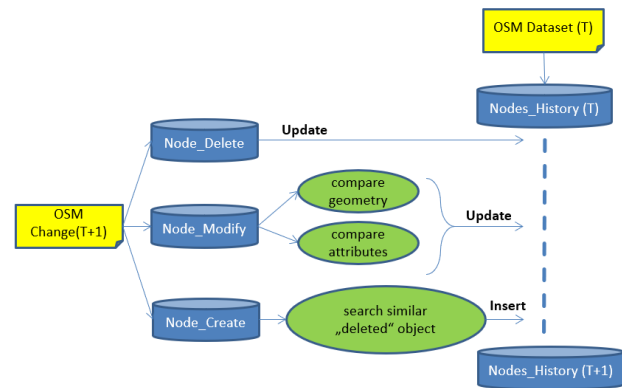 OSM Dataset (T)
Nodes_History (T)
Node_Delete
Update
compare
geometry
OSM
Change(T+1)
Node_Modify
Update
compare
attributes
Node_Create
search similar
„deleted“ object
Insert
Nodes_History (T+1)